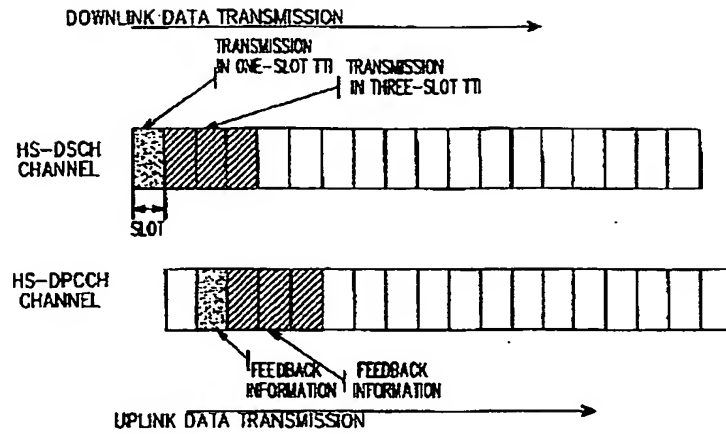 DOWNLINK DATA TRANSMISSION
TRANSMISSION
IN ONE-SLOT TTI
TRANSMISSION
IN THREE-SLOT TTI
HS-DSCH
CHANNEL
SLOT
HS-DPCCH
CHANNEL
FEEDBACK
INFORMATION
FEEDBACK
INFORMATION
UPLINK DATA TRANSMISSION